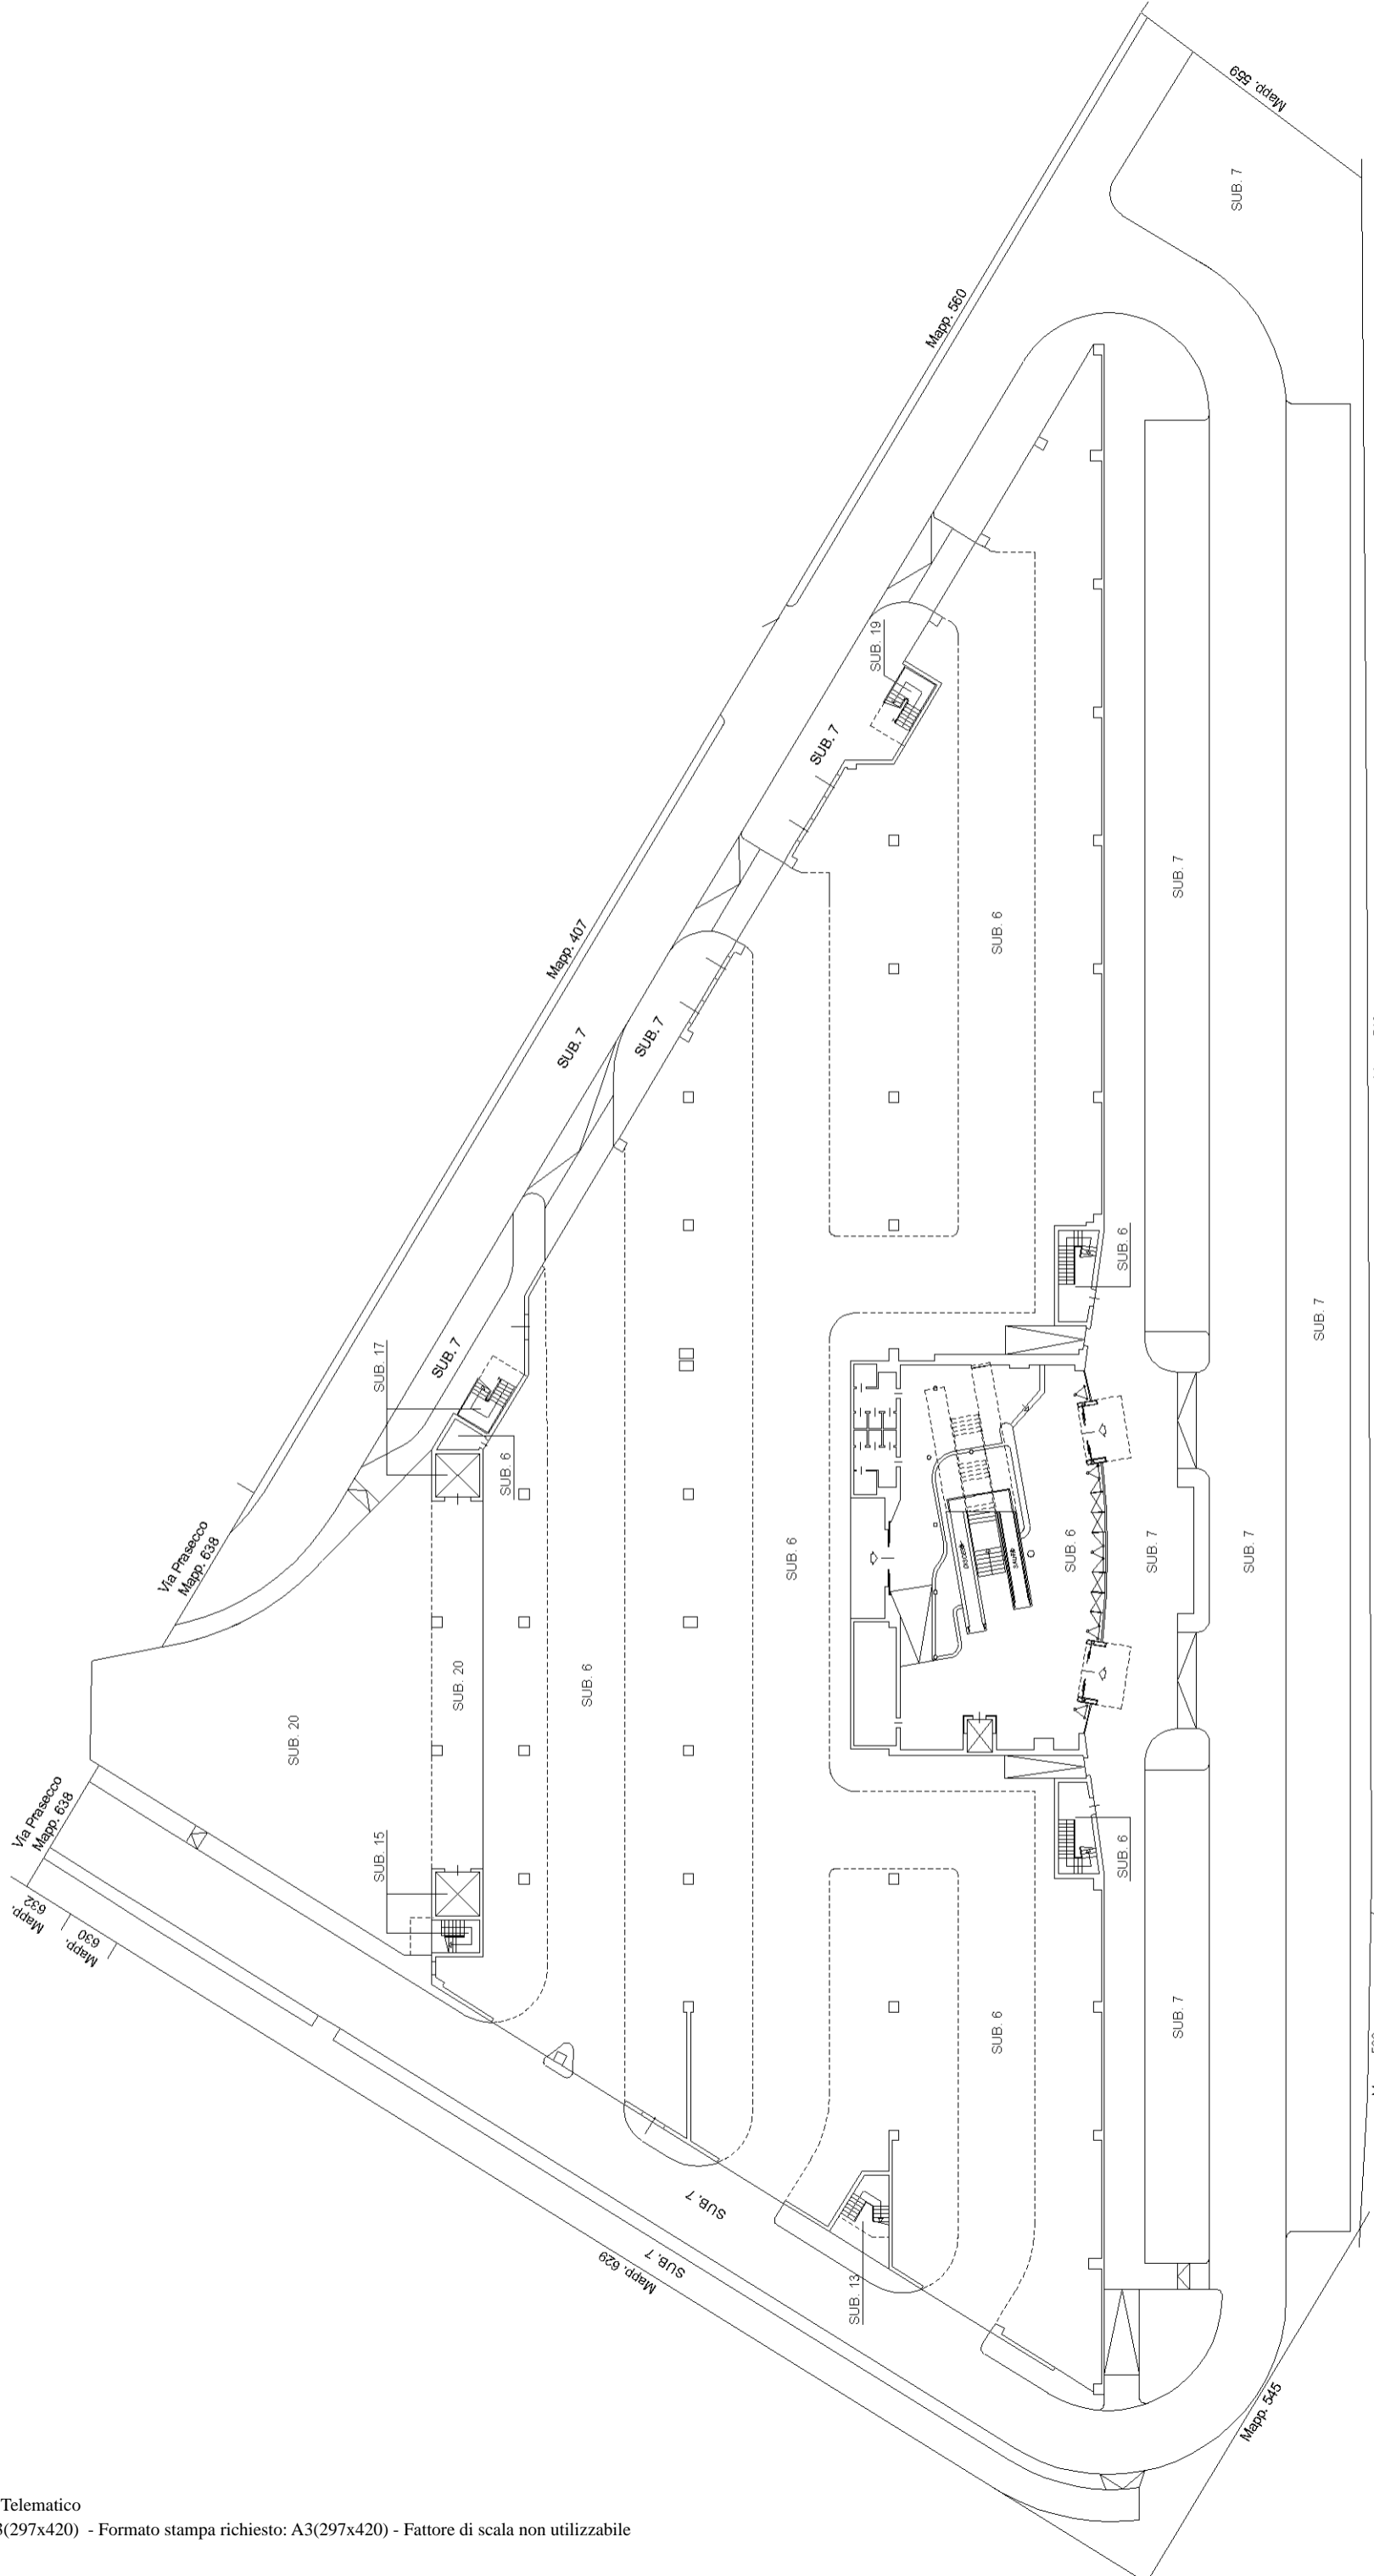 Mapp. 559
SUB. 7
Mapp. 560
SUB. 19
SUB. 7
SUB. 7
SUB. 6
Mapp. 407
SUB. 7
SUB. 7
SUB. 6
SUB. 7
SUB. 17
SUB. 7
SUB. 6
Via Prasecco
Mapp. 638
SUB. 6
SUB. 6
SUB. 7
SUB. 7
SUB. 20
SUB. 6
SUB. 20
Via Prasecco
Mapp. 638
SUB. 15
SUB. 6
Mapp.
632
Mapp.
630
SUB. 7
SUB. 6
SUB. 7
SUB. 7
Mapp. 629
SUB. 13
Mapp. 545
Telematico
(297x420) - Formato stampa richiesto: A3(297x420) - Fattore di scala non utilizzabile